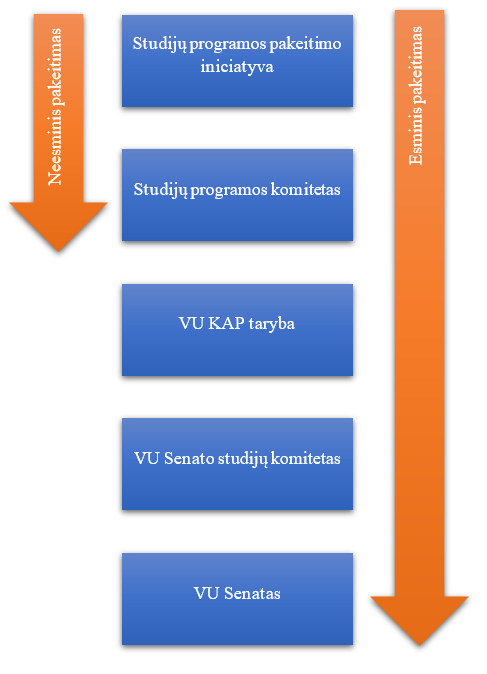 Neesminis pakeitimas
Studijų programos pakeitimo
iniciatyva
Studijų programos komitetas
VU KAP taryba
VU Senato studijų komitetas
VU Senatas
Esminis pakeitimas